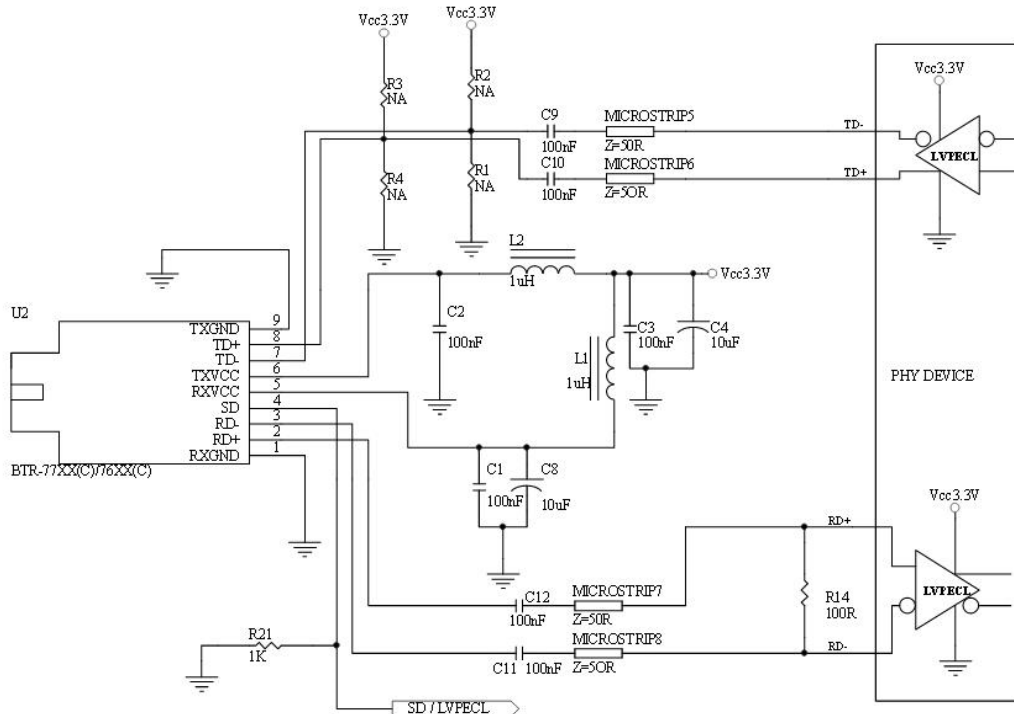 Vcc3.3V
Vcc3.3V
R3
NA
R2
NA
R4
NA
R1
NA
C9
100nF
MICROSTRIP5
Z=50R
C10
100nF
MICROSTRIP6
Z=5OR
TD-
TD+
Vcc3.3V
LVPECL
L2
1uH
Vcc3.3V
C2
100nF
C3
100nF
C4
10uF
L1
1uH
PHY DEVICE
U2
TXGND 9
TD+ 8
TD- 7
TXVCC 6
RXVCC 5
SD 4
RD- 3
RD+ 2
RXGND 1
BTR-77XX(C)/76XX(C)
C1
100nF
C8
10uF
Vcc3.3V
RD+
LVPECL
C12
100nF
MICROSTRIP7
Z=50R
R14
100R
R21
1K
C11 100nF
MICROSTRIP8
Z=5OR
RD-
SD / LVPECL